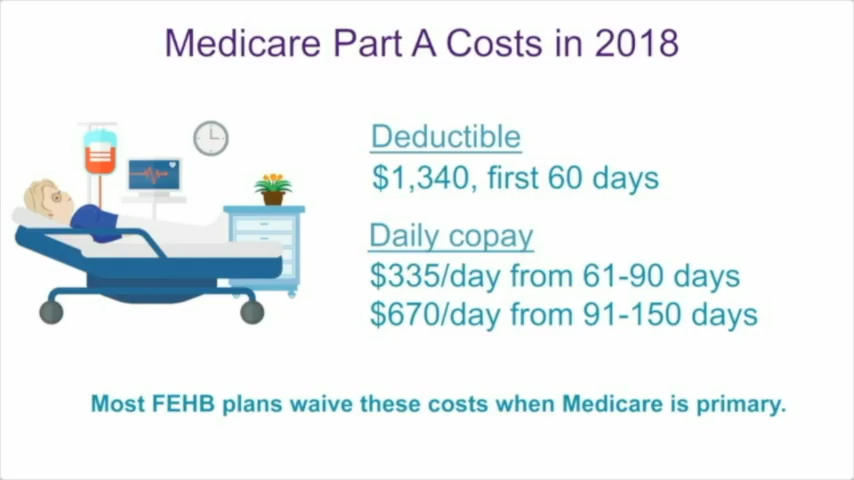 Medicare Part A Costs in 2018
Deductible
$1,340, first 60 days
Daily copay
$335/day from 61-90 days
$670/day from 91-150 days
Most FEHB plans waive these costs when Medicare is primary.